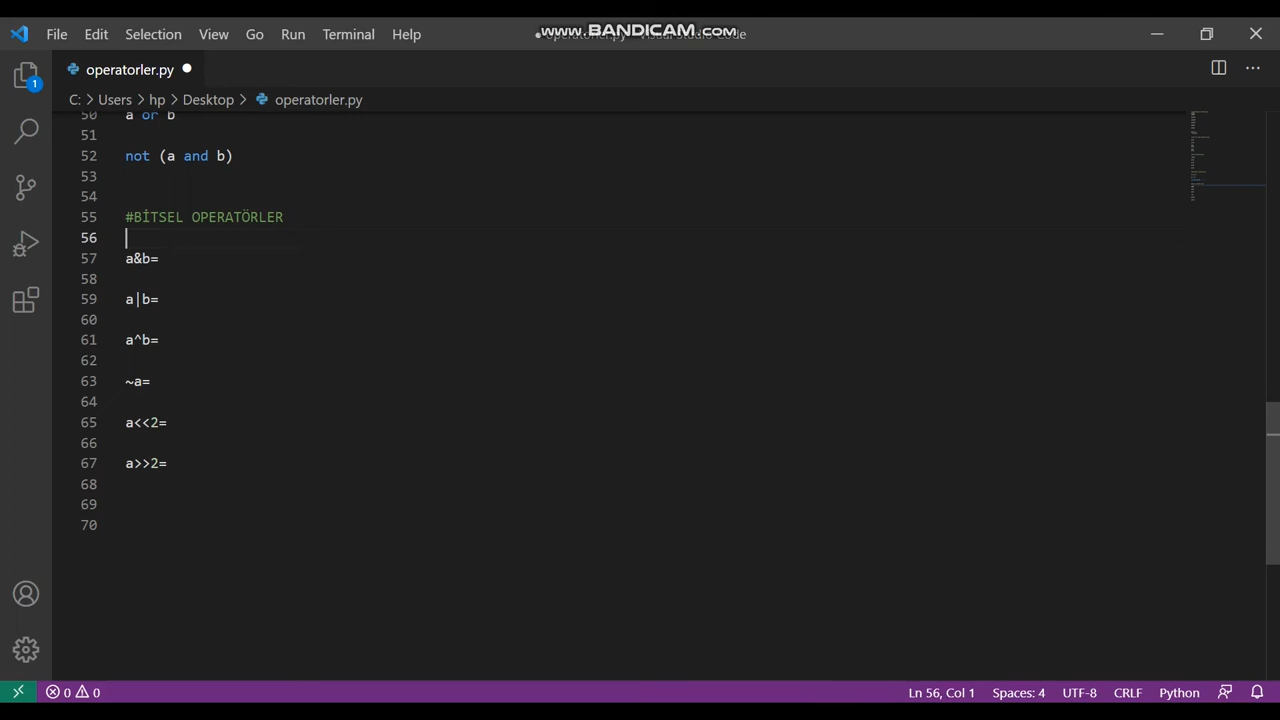 www.BANDICAM.com
File Edit Selection View Go Run Terminal Help
operatorler.py
C: > Users > hp > Desktop > operatorler.py
50 a or b
51
52 not (a and b)
53
54
55 #BİTSEL OPERATÖRLER
56
57 a&b=
58
59 a|b=
60
61 a^b=
62
63 ~a=
64
65 a<<2=
66
67 a>>2=
68
69
70
1
0 0 Ln 56, Col 1 Spaces: 4 UTF-8 CRLF Python